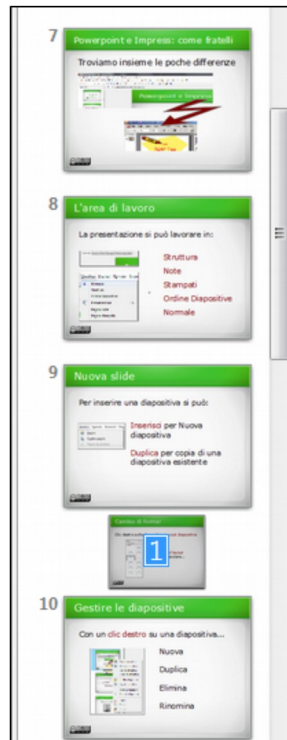 7
Powerpoint e Impress: come fratelli
Troviamo insieme le poche differenze
Powerpoint e Impress
8
L'area di lavoro
La presentazione si può lavorare in:
Struttura
Note
Stampati
Ordine Diapositive
Normale
9
Nuova slide
Per inserire una diapositiva si può:
Inserisci per Nuova
diapositiva
Duplica per copia di una
diapositiva esistente
1
10
Gestire le diapositive
Con un clic destro su una diapositiva...
Nuova
Duplica
Elimina
Rinomina